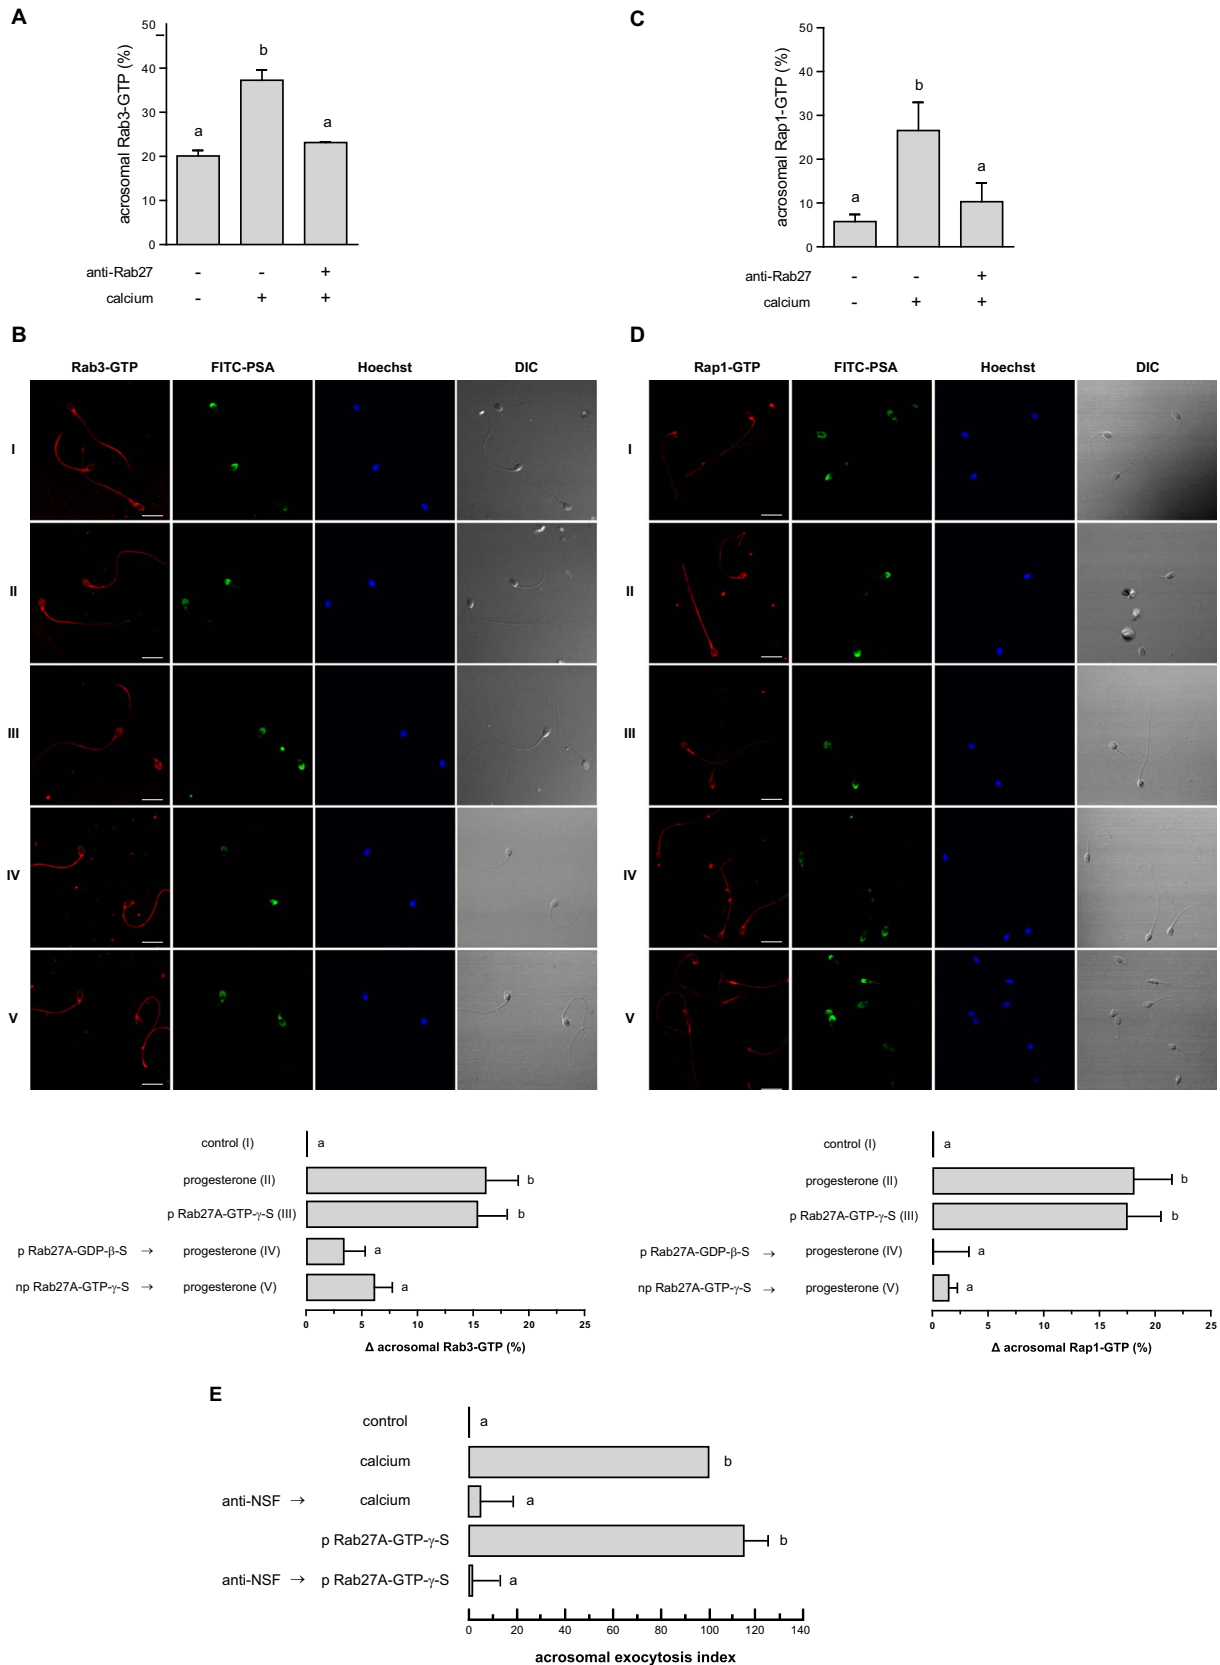 A
acrosomal Rab3-GTP (%)
50
40
30
20
10
0
a
b
a
anti-Rab27 - - +
calcium - + +
C
acrosomal Rap1-GTP (%)
50
40
30
20
10
0
a
b
a
anti-Rab27 - - +
calcium - + +
B
Rab3-GTP FITC-PSA Hoechst DIC
I
II
III
IV
V
control (I) a
progesterone (II) b
p Rab27A-GTP-γ-S (III) b
p Rab27A-GDP-β-S → progesterone (IV) a
np Rab27A-GTP-γ-S → progesterone (V) a
0 5 10 15 20 25
Δ acrosomal Rab3-GTP (%)
D
Rap1-GTP FITC-PSA Hoechst DIC
I
II
III
IV
V
control (I) a
progesterone (II) b
p Rab27A-GTP-γ-S (III) b
p Rab27A-GDP-β-S → progesterone (IV) a
np Rab27A-GTP-γ-S → progesterone (V) a
0 5 10 15 20 25
Δ acrosomal Rap1-GTP (%)
E
control a
calcium b
anti-NSF → calcium a
p Rab27A-GTP-γ-S b
anti-NSF → p Rab27A-GTP-γ-S a
0 20 40 60 80 100 120 140
acrosomal exocytosis index